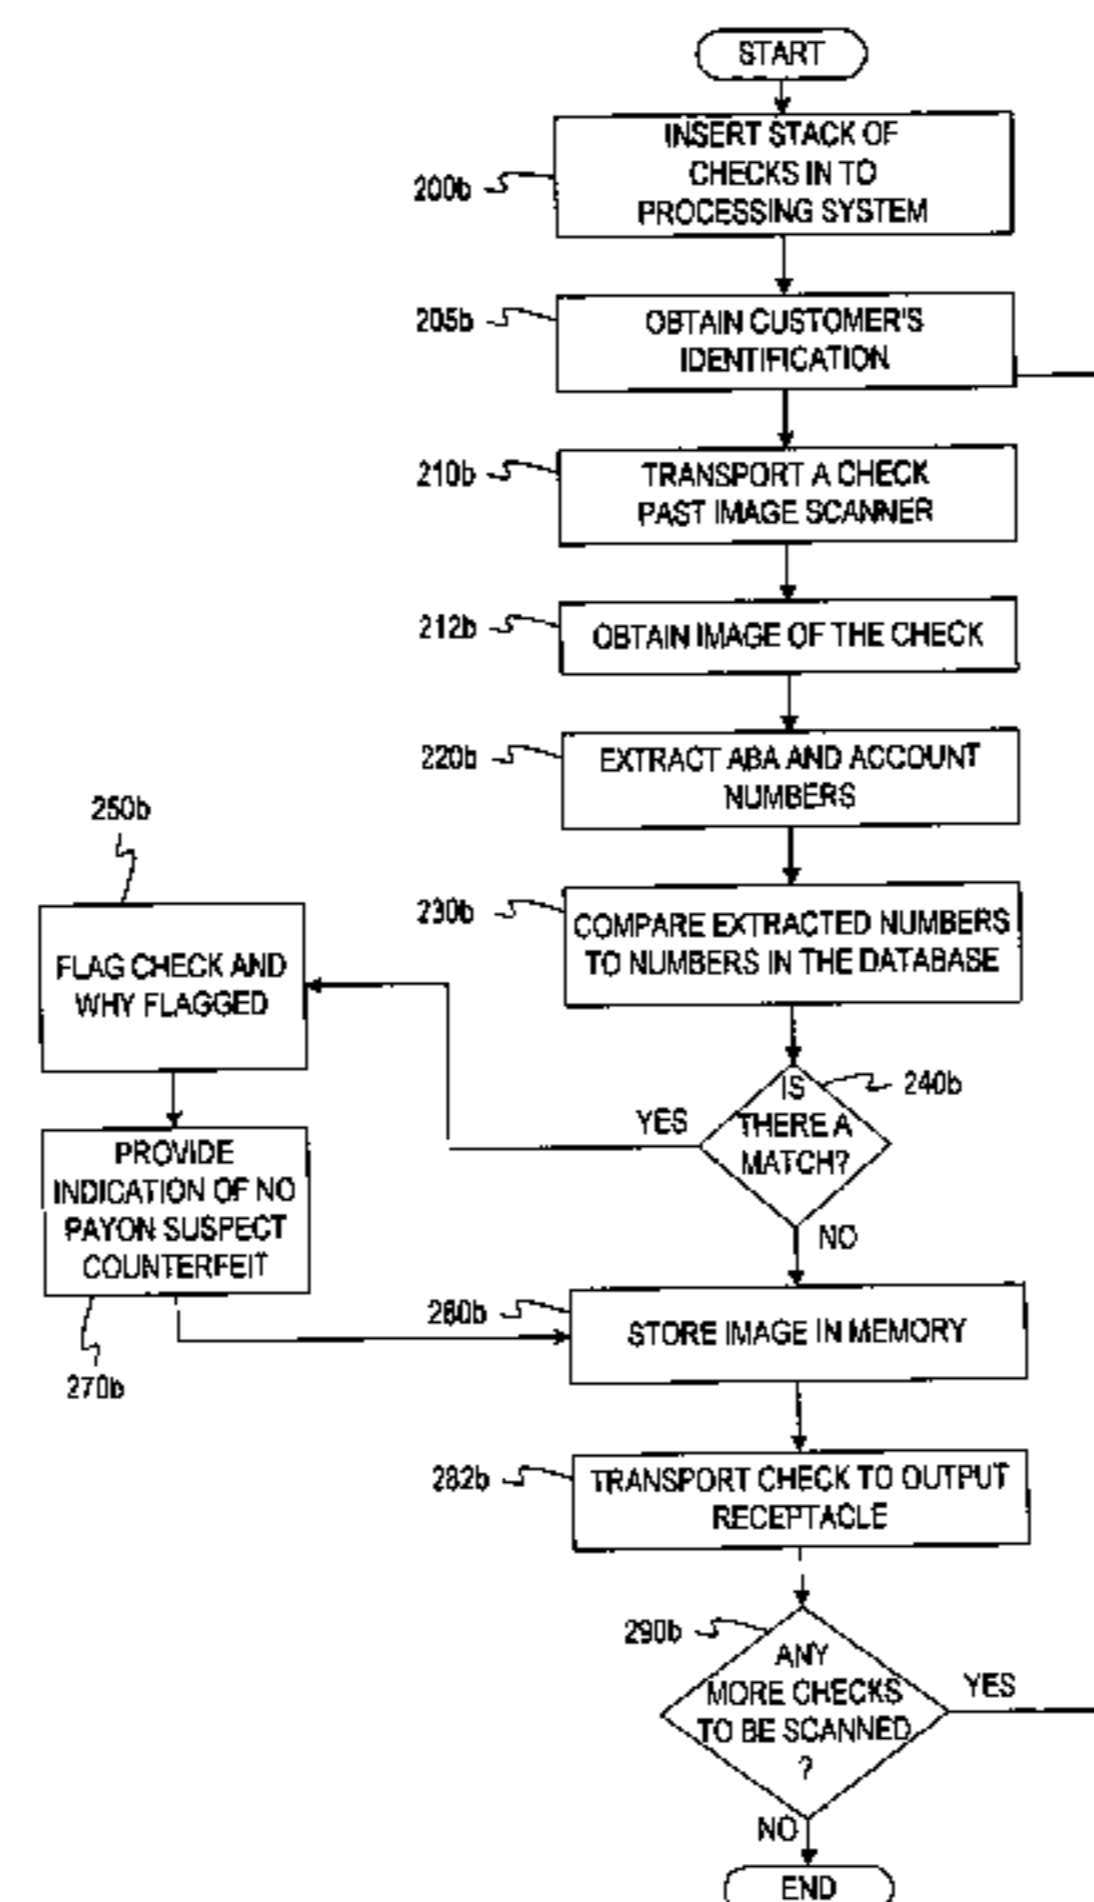 START
INSERT STACK OF
CHECKS IN TO
PROCESSING SYSTEM
200b
OBTAIN CUSTOMER'S
IDENTIFICATION
205b
TRANSPORT A CHECK
PAST IMAGE SCANNER
210b
OBTAIN IMAGE OF THE CHECK
212b
EXTRACT ABA AND ACCOUNT
NUMBERS
220b
COMPARE EXTRACTED NUMBERS
TO NUMBERS IN THE DATABASE
230b
IS
THERE A
MATCH?
240b
YES
NO
250b
FLAG CHECK AND
WHY FLAGGED
PROVIDE
INDICATION OF NO
PAYON SUSPECT
COUNTERFEIT
270b
260b
STORE IMAGE IN MEMORY
282b
TRANSPORT CHECK TO OUTPUT
RECEPTACLE
290b
ANY
MORE CHECKS
TO BE SCANNED
?
YES
NO
END